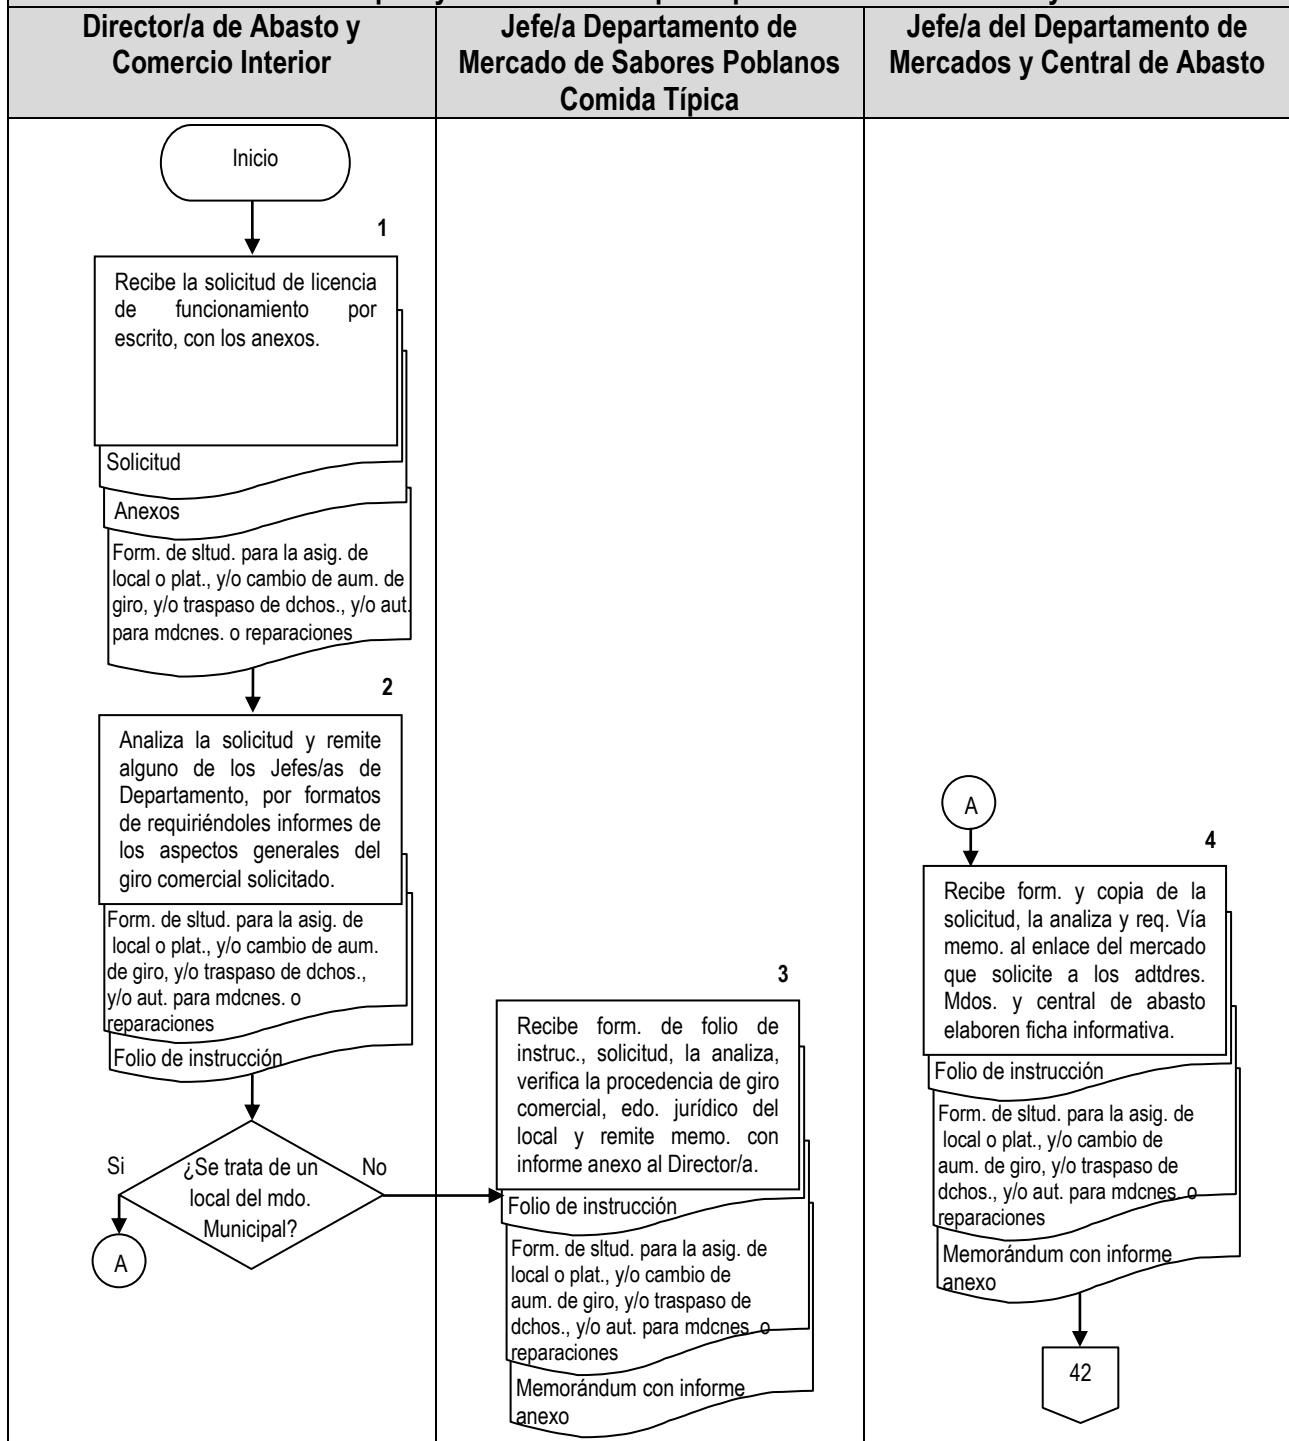 Director/a de Abasto y
Comercio Interior
Jefe/a Departamento de
Mercado de Sabores Poblanos
Comida Típica
Jefe/a del Departamento de
Mercados y Central de Abasto
Inicio
1
Recibe la solicitud de licencia
de funcionamiento por
escrito, con los anexos.
Solicitud
Anexos
Form. de sltud. para la asig. de
local o plat., y/o cambio de aum. de
giro, y/o traspaso de dchos., y/o aut.
para mdcnes. o reparaciones
2
Analiza la solicitud y remite
alguno de los Jefes/as de
Departamento, por formatos
de requiriéndoles informes de
los aspectos generales del
giro comercial solicitado.
Form. de sltud. para la asig. de
local o plat., y/o cambio de aum.
de giro, y/o traspaso de dchos.,
y/o aut. para mdcnes. o
reparaciones
Folio de instrucción
Si
¿Se trata de un
local del mdo.
Municipal?
No
A
3
Recibe form. de folio de
instruc., solicitud, la analiza,
verifica la procedencia de giro
comercial, edo. jurídico del
local y remite memo. con
informe anexo al Director/a.
Folio de instrucción
Form. de sltud. para la asig. de
local o plat., y/o cambio de
aum. de giro, y/o traspaso de
dchos., y/o aut. para mdcnes. o
reparaciones
Memorándum con informe
anexo
A
4
Recibe form. y copia de la
solicitud, la analiza y req. Vía
memo. al enlace del mercado
que solicite a los adtdres.
Mdos. y central de abasto
elaboren ficha informativa.
Folio de instrucción
Form. de sltud. para la asig. de
local o plat., y/o cambio de
aum. de giro, y/o traspaso de
dchos., y/o aut. para mdcnes. o
reparaciones
Memorándum con informe
anexo
42